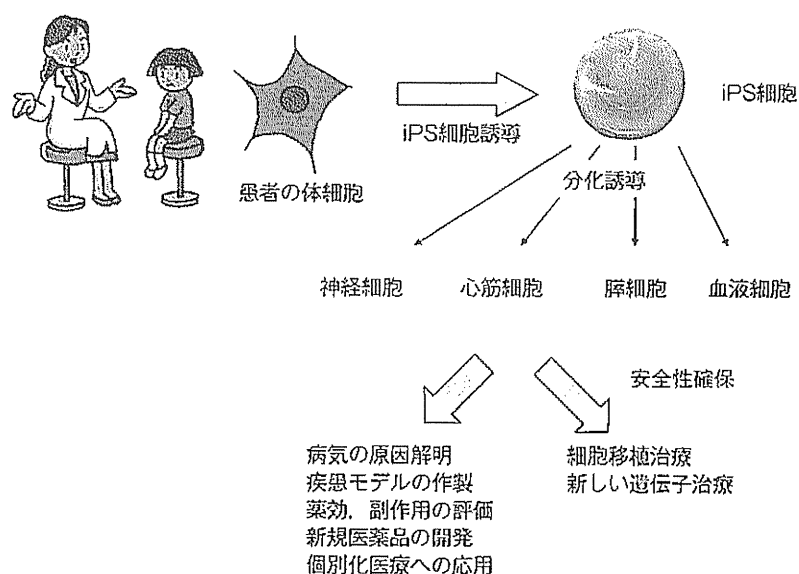 iPS細胞
iPS細胞誘導
患者の体細胞
分化誘導
神経細胞
心筋細胞
膵細胞
血液細胞
安全性確保
病気の原因解明
疾患モデルの作製
薬効,副作用の評価
新規医薬品の開発
個別化医療への応用
細胞移植治療
新しい遺伝子治療